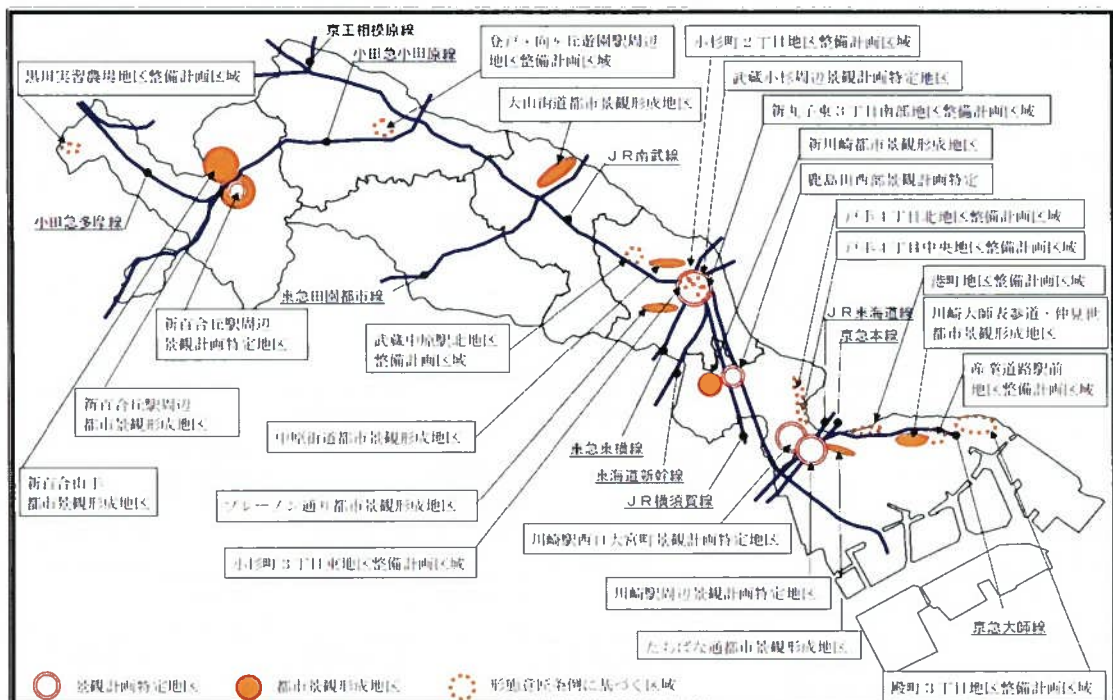 京王相模原線
小田急小田原線
黒川実習農場地区整備計画区域
登戸・向ヶ丘遊園駅周辺
地区整備計画区域
大山街道都市景観形成地区
小杉町2丁目地区整備計画区域
武蔵小杉周辺景観計画特定地区
新丸子東3丁目南部地区整備計画区域
新川崎都市景観形成地区
鹿島田西部景観計画特定
戸手4丁目北地区整備計画区域
戸手4丁目中央地区整備計画区域
港町地区整備計画区域
川崎大師表参道・仲見世
都市景観形成地区
産業道路駅前
地区整備計画区域
JR南武線
JR東海道線
京急本線
小田急多摩線
東急田園都市線
新百合丘駅周辺
景観計画特定地区
武蔵中原駅北地区
整備計画区域
新百合丘駅周辺
都市景観形成地区
中原街道都市景観形成地区
新百合山手
都市景観形成地区
ブレーメン通り都市景観形成地区
小杉町3丁目東地区整備計画区域
東急東横線
東海道新幹線
JR横須賀線
川崎駅西口大宮町景観計画特定地区
川崎駅周辺景観計画特定地区
たちばな通都市景観形成地区
京急大師線
殿町3丁目地区整備計画区域
景観計画特定地区
都市景観形成地区
形態意匠条例に基づく区域